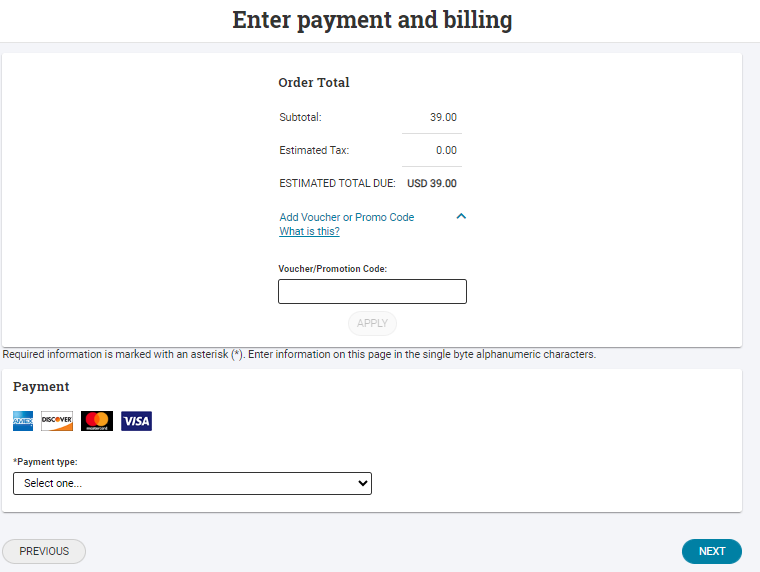 Enter payment and billing
Order Total
Subtotal: 39.00
Estimated Tax: 0.00
ESTIMATED TOTAL DUE: USD 39.00
Add Voucher or Promo Code
What is this?
Voucher/Promotion Code:
APPLY
Required information is marked with an asterisk (*). Enter information on this page in the single byte alphanumeric characters.
Payment
AMEX DISCOVER mastercard VISA
*Payment type:
Select one...
PREVIOUS NEXT